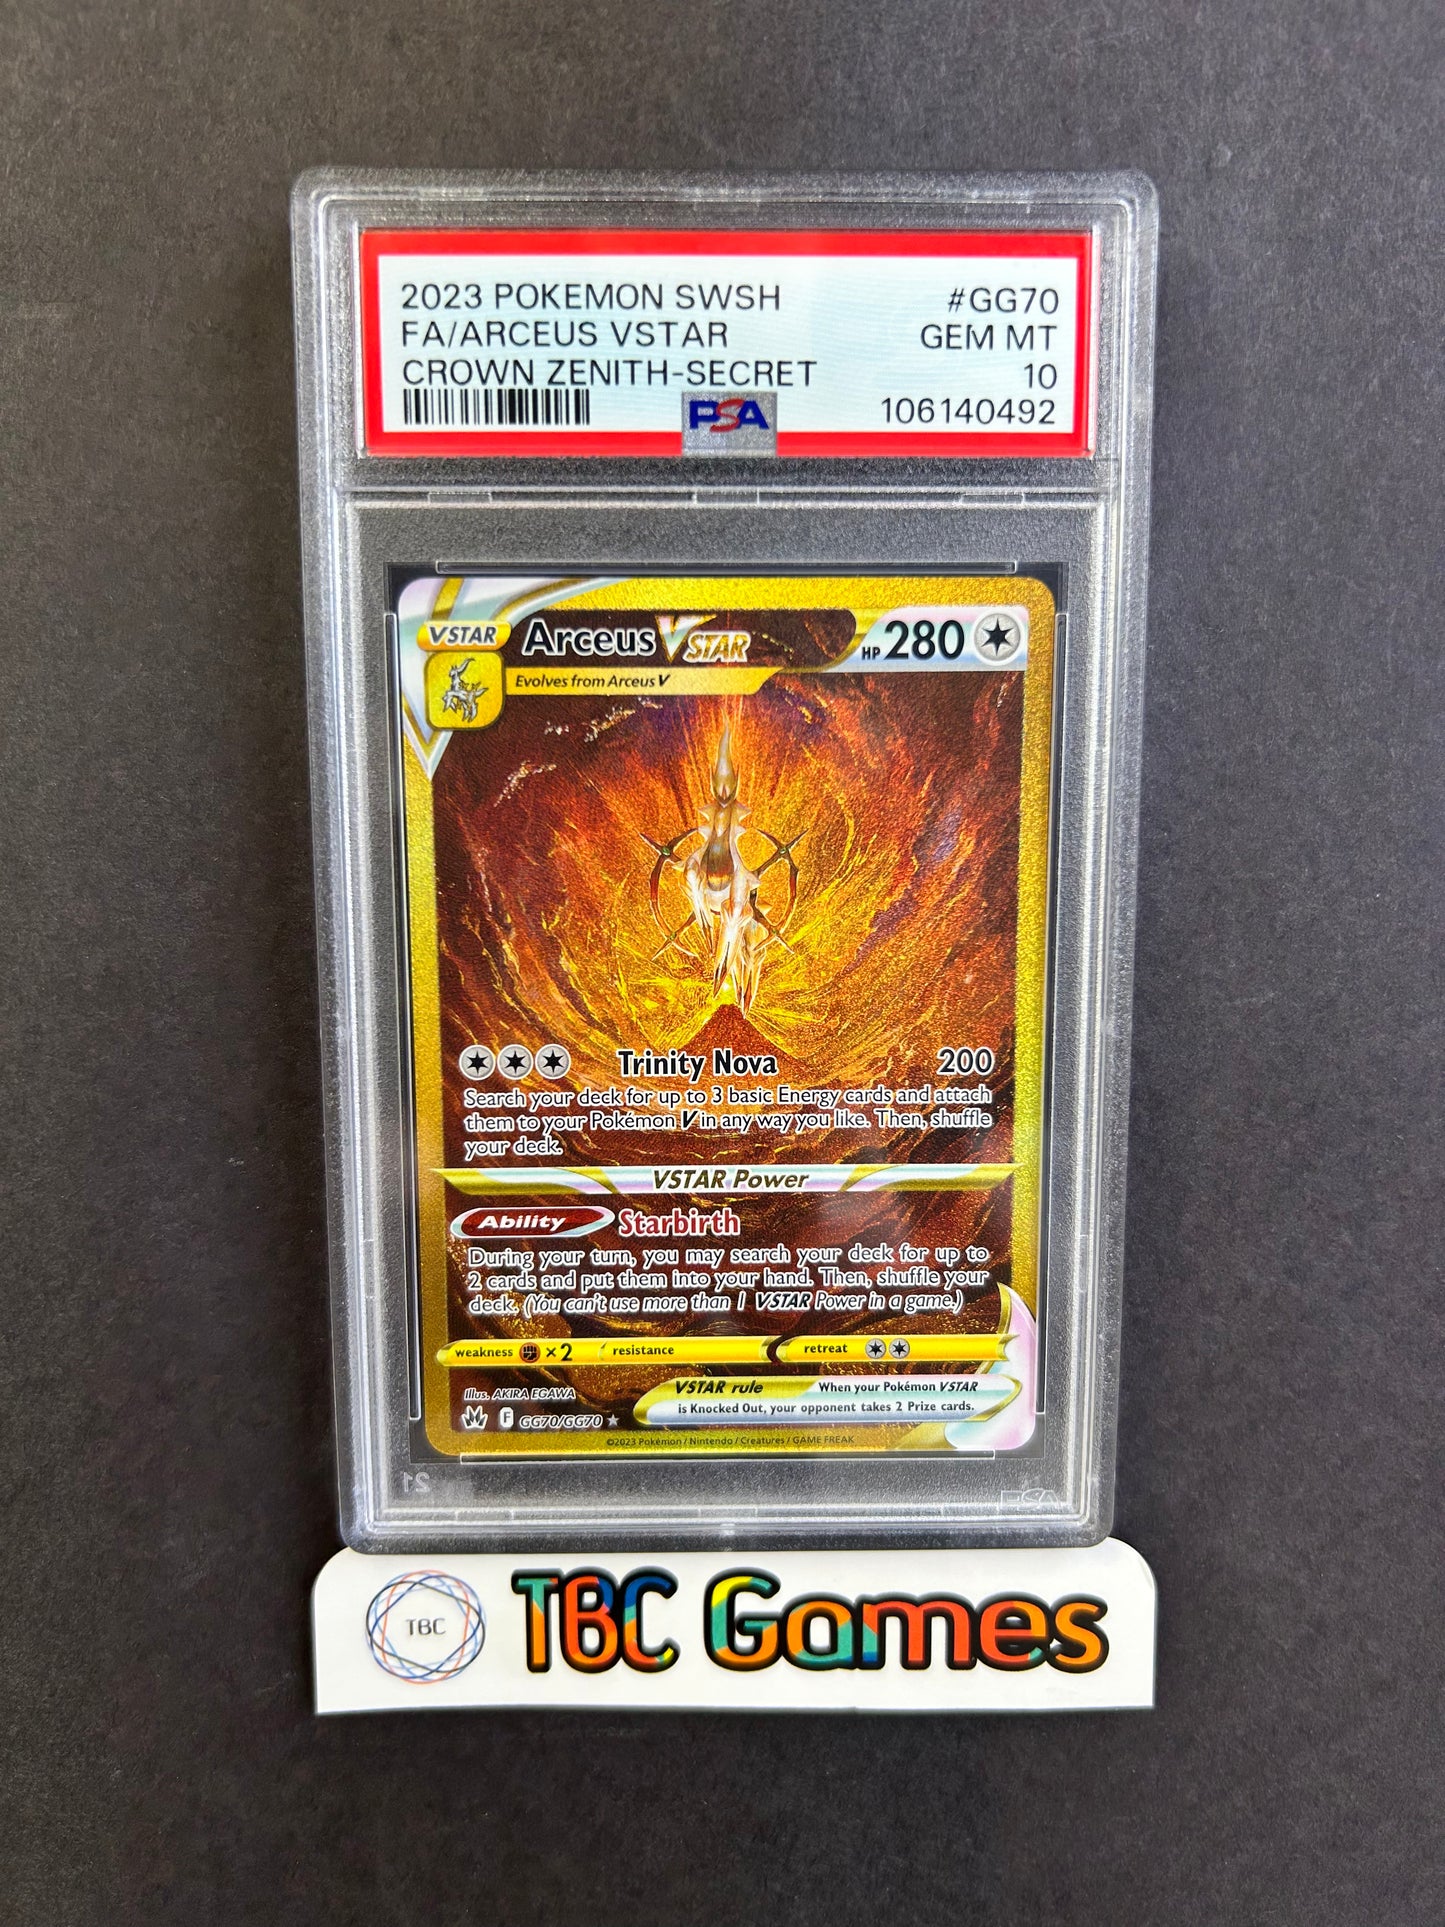 2023 POKEMON SWSH #GG70
FA/ARCEUS VSTAR GEM MT
CROWN ZENITH-SECRET 10
PSA 106140492
VSTAR Arceus VSTAR HP 280
Evolves from Arceus V
Trinity Nova 200
Search your deck for up to 3 basic Energy cards and attach
them to your Pokémon V in any way you like. Then, shuffle
your deck.
VSTAR Power
Ability Starbirth
During your turn, you may search your deck for up to
2 cards and put them into your hand. Then, shuffle your
deck. (You can't use more than 1 VSTAR Power in a game.)
weakness ×2 resistance retreat
Illus. AKIRA EGAWA
VSTAR rule When your Pokémon VSTAR
is Knocked Out, your opponent takes 2 Prize cards.
F GG70/GG70
©2023 Pokémon / Nintendo / Creatures / GAME FREAK
21 PSA
TBC TBC Games